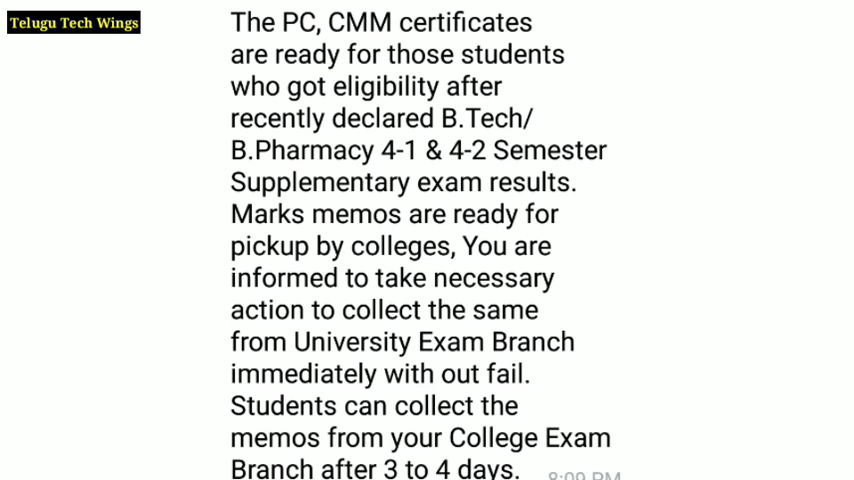 Telugu Tech Wings
The PC, CMM certificates
are ready for those students
who got eligibility after
recently declared B.Tech/
B.Pharmacy 4-1 & 4-2 Semester
Supplementary exam results.
Marks memos are ready for
pickup by colleges, You are
informed to take necessary
action to collect the same
from University Exam Branch
immediately with out fail.
Students can collect the
memos from your College Exam
Branch after 3 to 4 days.
8:09 PM